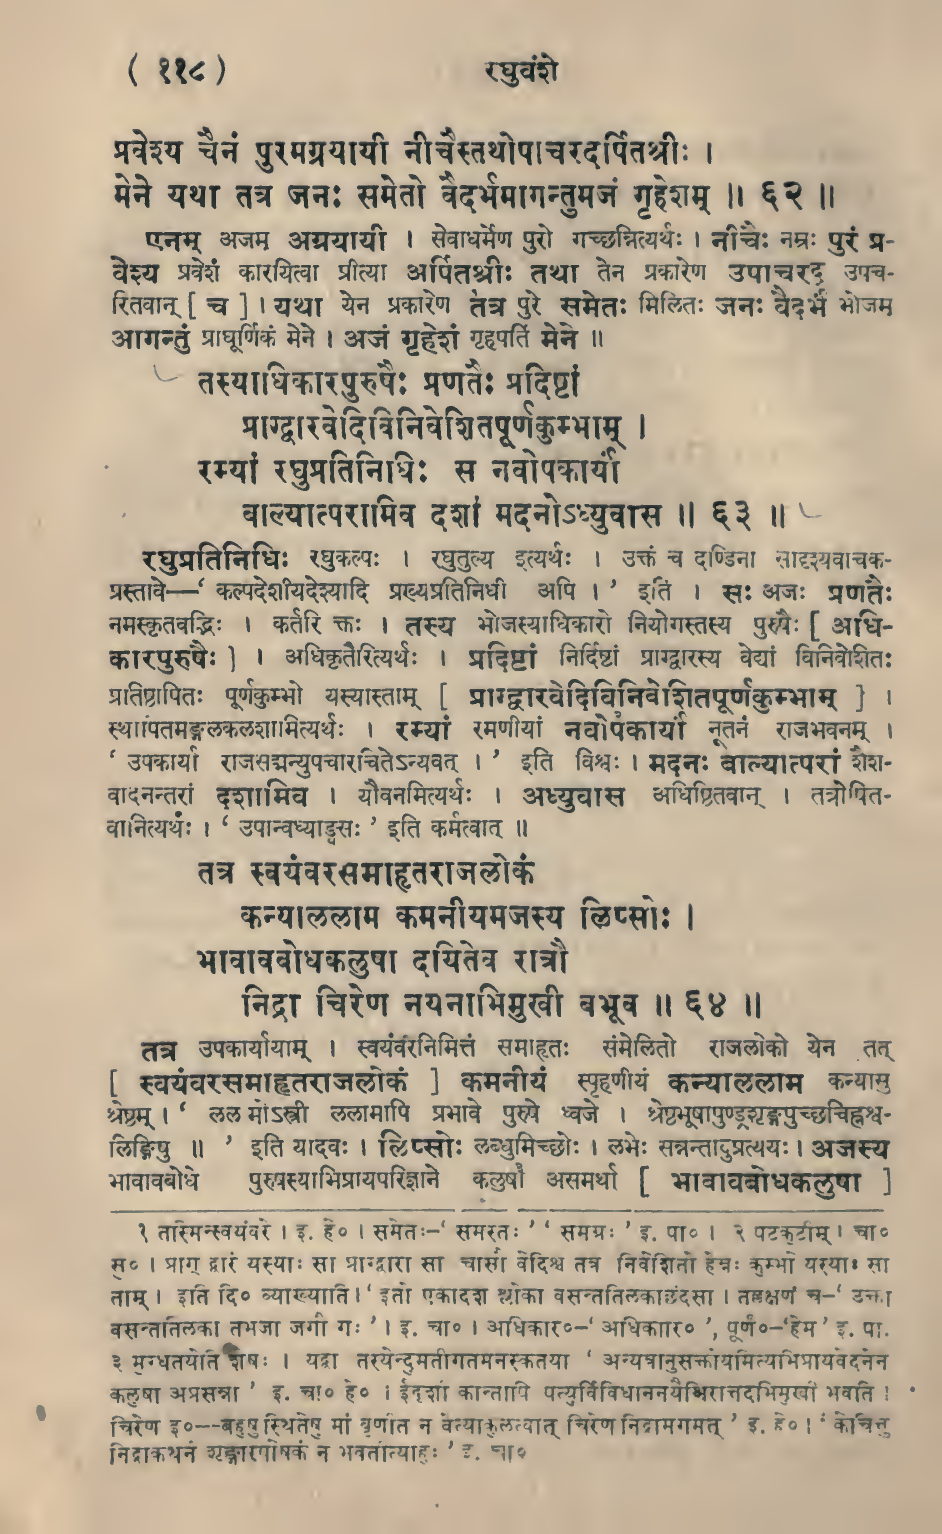 ( ११८ ) रघुवंशे
प्रवेश्य चैनं पुरमग्रयायी नीचैस्तथोपाचरदर्पितश्रीः ।
मेने यथा तत्र जनः समेतो वैदर्भमागन्तुमजं गृहेशम् ॥ ६२ ॥
एनम् अजम् अग्रयायी । सेवाधर्मेण पुरो गच्छन्नित्यर्थः । नीचैः नम्रः पुरं प्र-
वेश्य प्रवेशं कारयित्वा प्रीत्या अर्पितश्रीः तथा तेन प्रकारेण उपाचरद् उपच-
रितवान् [ च ] । यथा येन प्रकारेण तत्र पुरे समेतः मिलितः जनः वैदर्भं भोजम्
आगन्तुं प्राघूर्णिकं मेने । अजं गृहेशं गृहपतिं मेने ॥
तस्याधिकारपुरुषैः प्रणतैः प्रदिष्टां
प्राग्द्वारवेदिविनिवेशितपूर्णकुम्भाम् ।
रम्यां रघुप्रतिनिधिः स नवोपकार्यां
बाल्यात्परामिव दशां मदनोऽध्युवास ॥ ६३ ॥
रघुप्रतिनिधिः रघुकल्पः । रघुतुल्य इत्यर्थः । उक्तं च दण्डिना सादृश्यवाचक-
प्रस्तावे—‘ कल्पदेशीयदेश्यादि प्रख्यप्रतिनिधी अपि । ’ इति । सः अजः प्रणतैः
नमस्कृतवद्भिः । कर्तरि क्तः । तस्य भोजस्याधिकारो नियोगस्तस्य पुरुषैः [ अधि-
कारपुरुषैः ] । अधिकृतैरित्यर्थः । प्रदिष्टां निर्दिष्टां प्राग्द्वारस्य वेद्यां विनिवेशितः
प्रातिष्ठापितः पूर्णकुम्भो यस्यास्ताम् [ प्राग्द्वारवेदिविनिवेशितपूर्णकुम्भाम् ] ।
स्थापितमङ्गलकलशामित्यर्थः । रम्यां रमणीयां नवोपकार्यां नूतनं राजभवनम् ।
‘ उपकार्या राजसद्मन्युपचारचितेऽन्यवत् । ’ इति विश्वः । मदनः बाल्यात्परां शैश-
वादनन्तरां दशामिव । यौवनमित्यर्थः । अध्युवास अधिष्ठितवान् । तत्रोषित-
वानित्यर्थः । ‘ उपान्वध्याङ्वसः ’ इति कर्मत्वात् ॥
तत्र स्वयंवरसमाहृतराजलोकं
कन्याललाम कमनीयमजस्य लिप्सोः ।
भावावबोधकलुषा दयितेव रात्रौ
निद्रा चिरेण नयनाभिमुखी बभूव ॥ ६४ ॥
तत्र उपकार्यायाम् । स्वयंवरनिमित्तं समाहृतः संमेलितो राजलोको येन तत्
[ स्वयंवरसमाहृतराजलोकं ] कमनीयं स्पृहणीयं कन्याललाम कन्यासु
श्रेष्ठम् । ‘ ललामोऽस्त्री ललामापि प्रभावे पुरुषे ध्वजे । श्रेष्ठभूषापुण्ड्रशृङ्गपुच्छचिह्नाश्व-
लिङ्गिषु ॥ ’ इति यादवः । लिप्सोः लब्धुमिच्छोः । लभेः सन्नन्तादुप्रत्ययः । अजस्य
भावावबोधे पुरुषस्याभिप्रायपरिज्ञाने कलुषा असमर्था [ भावावबोधकलुषा ]
१ तस्मिन्स्वयंवरे । इ. हे० । समेतः-‘ समस्तः ’ ‘ समग्रः ’ इ. पा० । २ पटकुटीम् । चा०
सु० । प्राग् द्वारं यस्याः सा प्राग्द्वारा सा चासौ वेदिश्च तत्र निवेशितो हेम्नः कुम्भो यस्याः सा
ताम् । इति दि० व्याख्याति । ‘ इतो एकादश श्लोका वसन्ततिलकाछंदसा । तल्लक्षणं च-‘ उक्ता
वसन्ततिलका तभजा जगौ गः ’ । इ. चा० । अधिकार०-‘ अधिकाार० ’, पूर्ण०-‘हेम’ इ. पा.
३ मुग्धतयेति शेषः । यद्वा तस्येन्दुमतीगतमनस्कतया ‘ अन्यत्रानुसक्तोयमित्यभिप्रायवेदनेन
कलुषा अप्रसन्ना ’ इ. चा० हे० । ईदृशी कान्तापि पत्युर्विविधाननयैश्चिरात्तदभिमुखी भवति ।
चिरेण इ०--बहुषु स्थितेषु मां वृणीत न वेत्याकुलत्वात् चिरेण निद्रामगमत् ’ इ. हे० । ‘ केचित्तु
निद्राकथनं शृङ्गारपोषकं न भवतीत्याहुः ’ इ. चा०